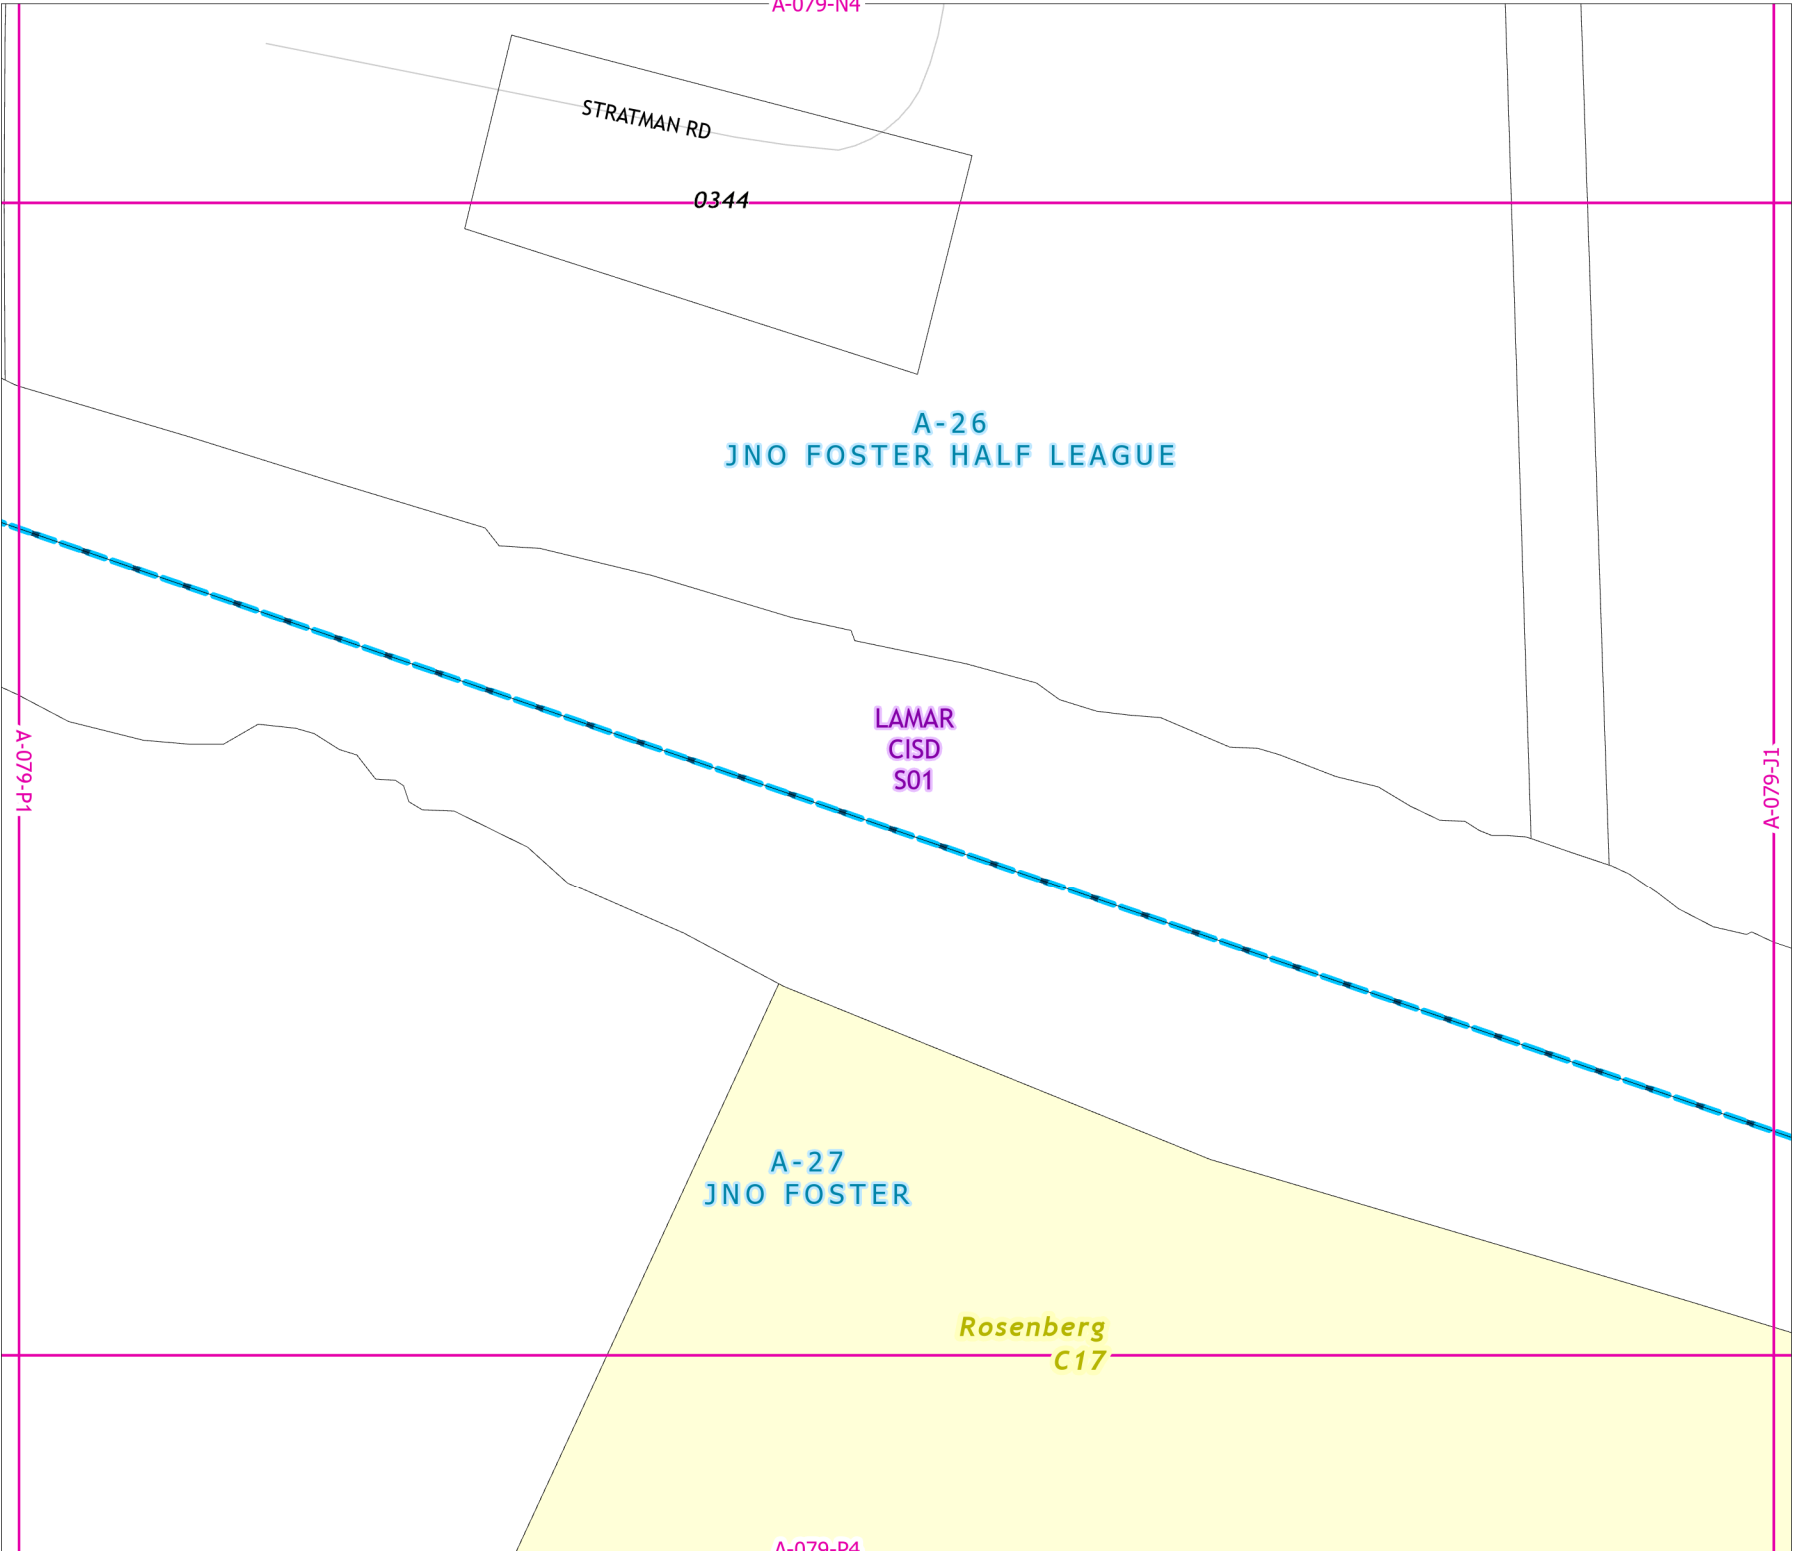 A-079-N4
STRATMAN RD
0344
A-26
JNO FOSTER HALF LEAGUE
LAMAR
CISD
S01
A-079-P1
A-079-J1
A-27
JNO FOSTER
Rosenberg
C17
A-079-P4